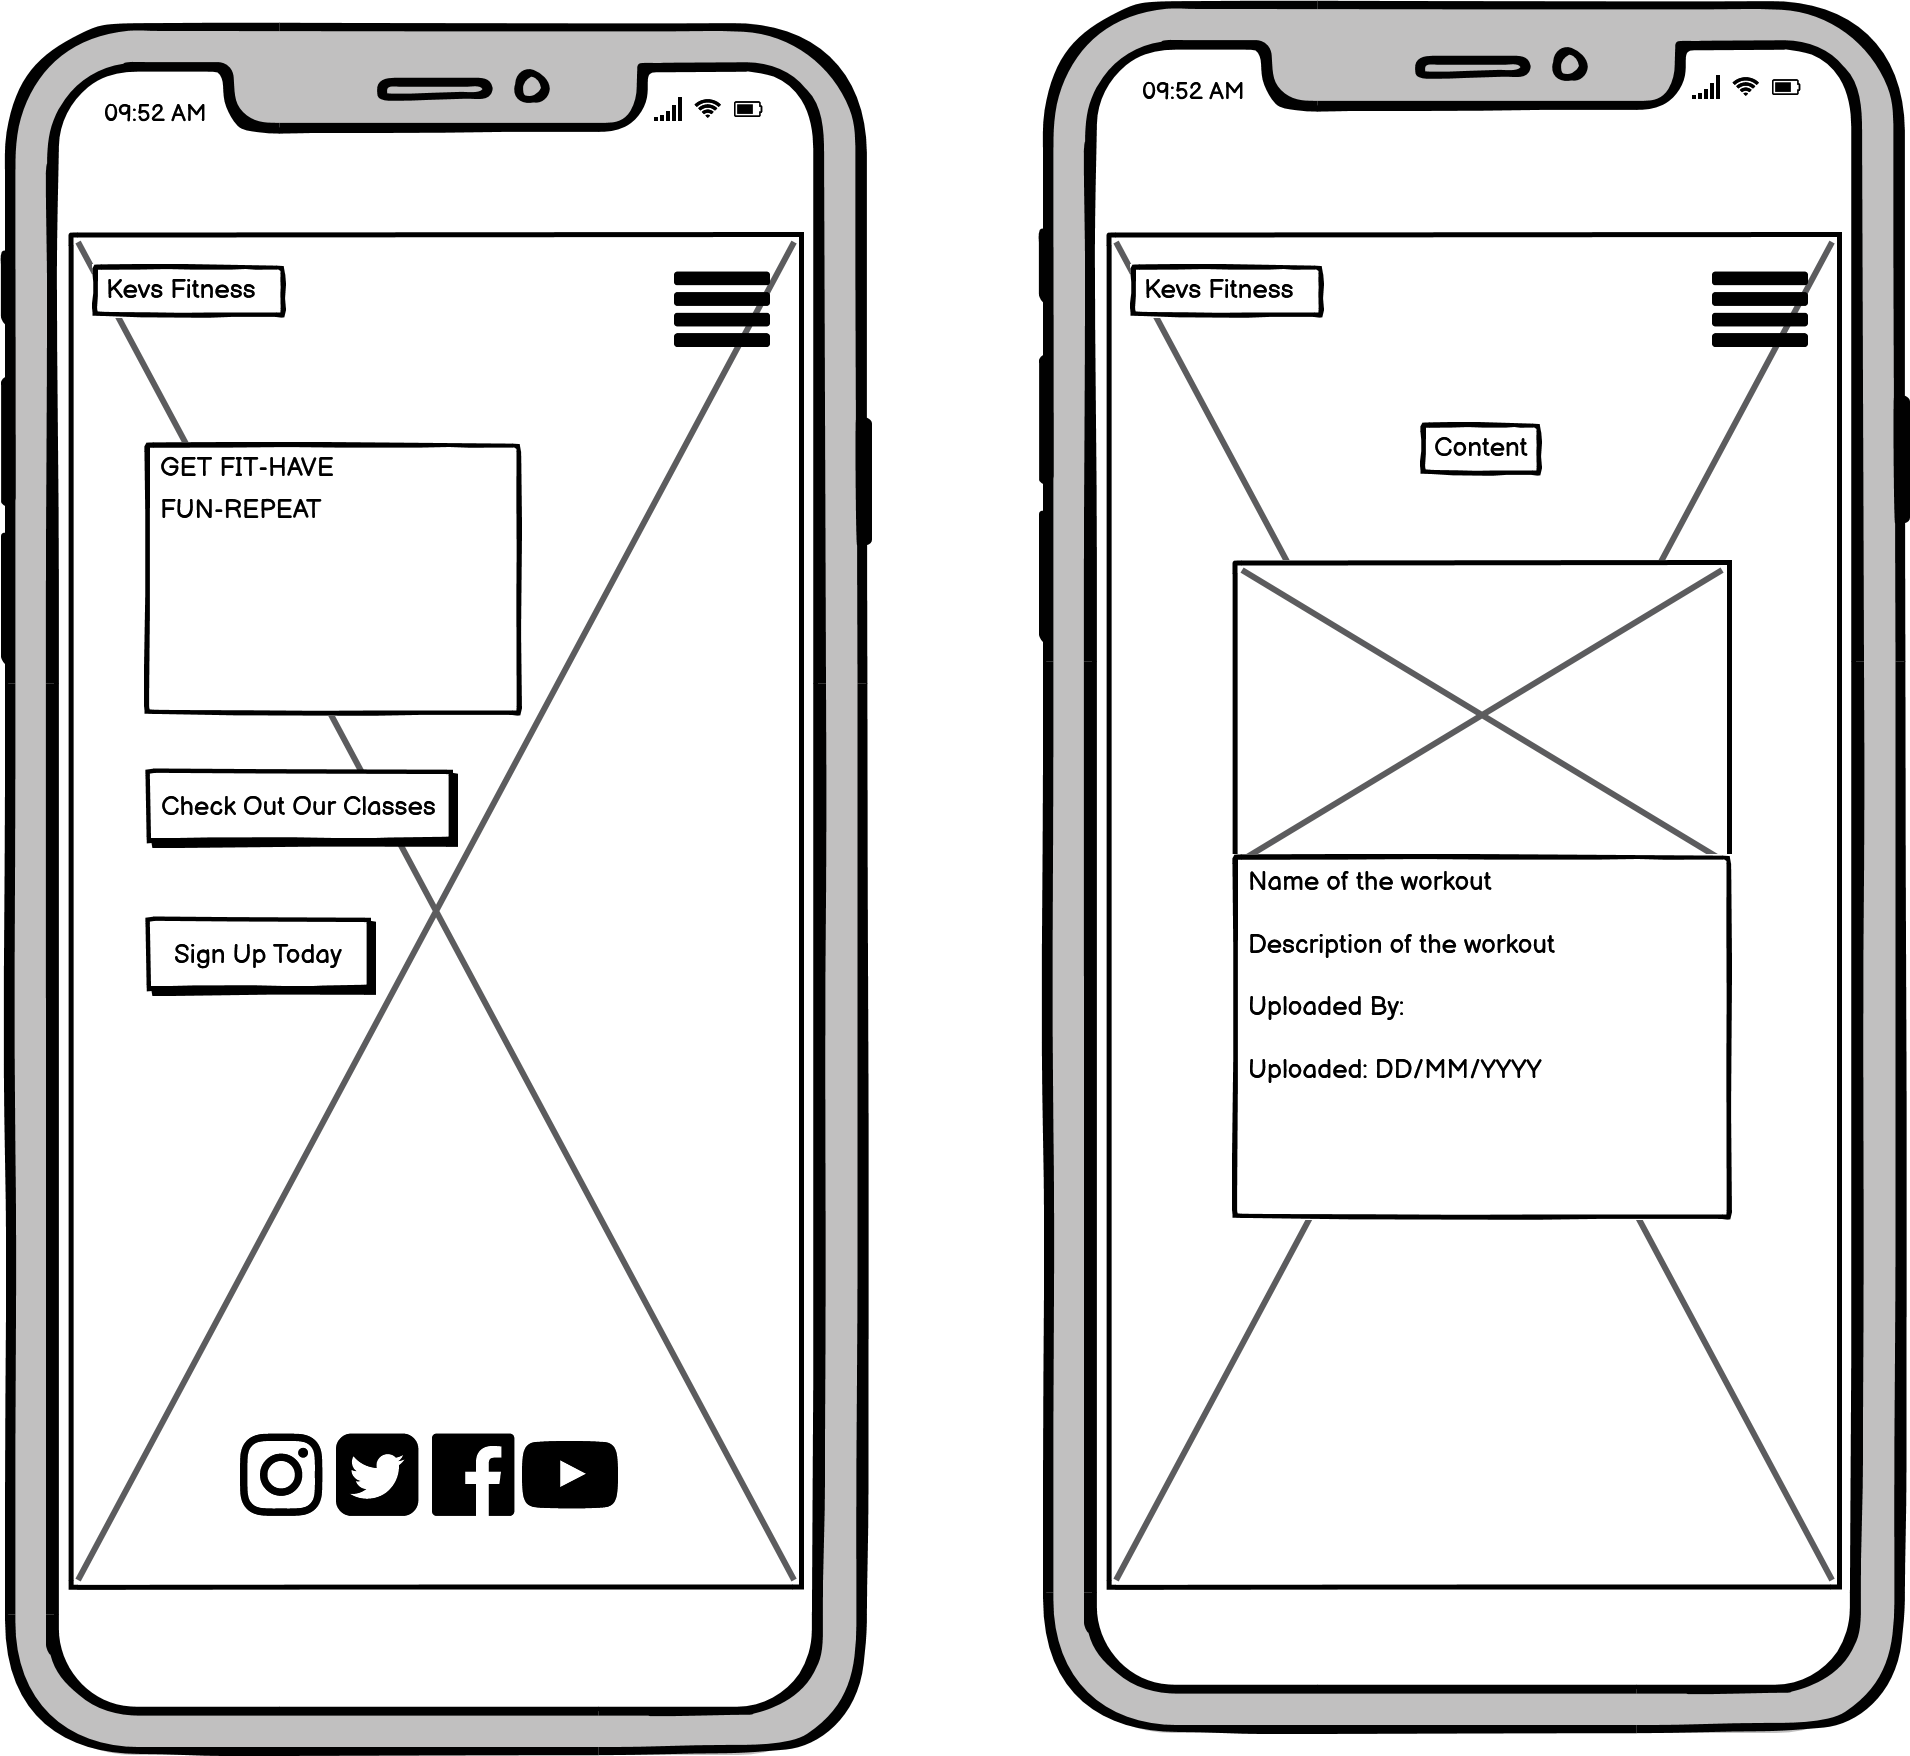 09:52 AM
Kevs Fitness
GET FIT-HAVE
FUN-REPEAT
Check Out Our Classes
Sign Up Today
09:52 AM
Kevs Fitness
Content
Name of the workout
Description of the workout
Uploaded By:
Uploaded: DD/MM/YYYY